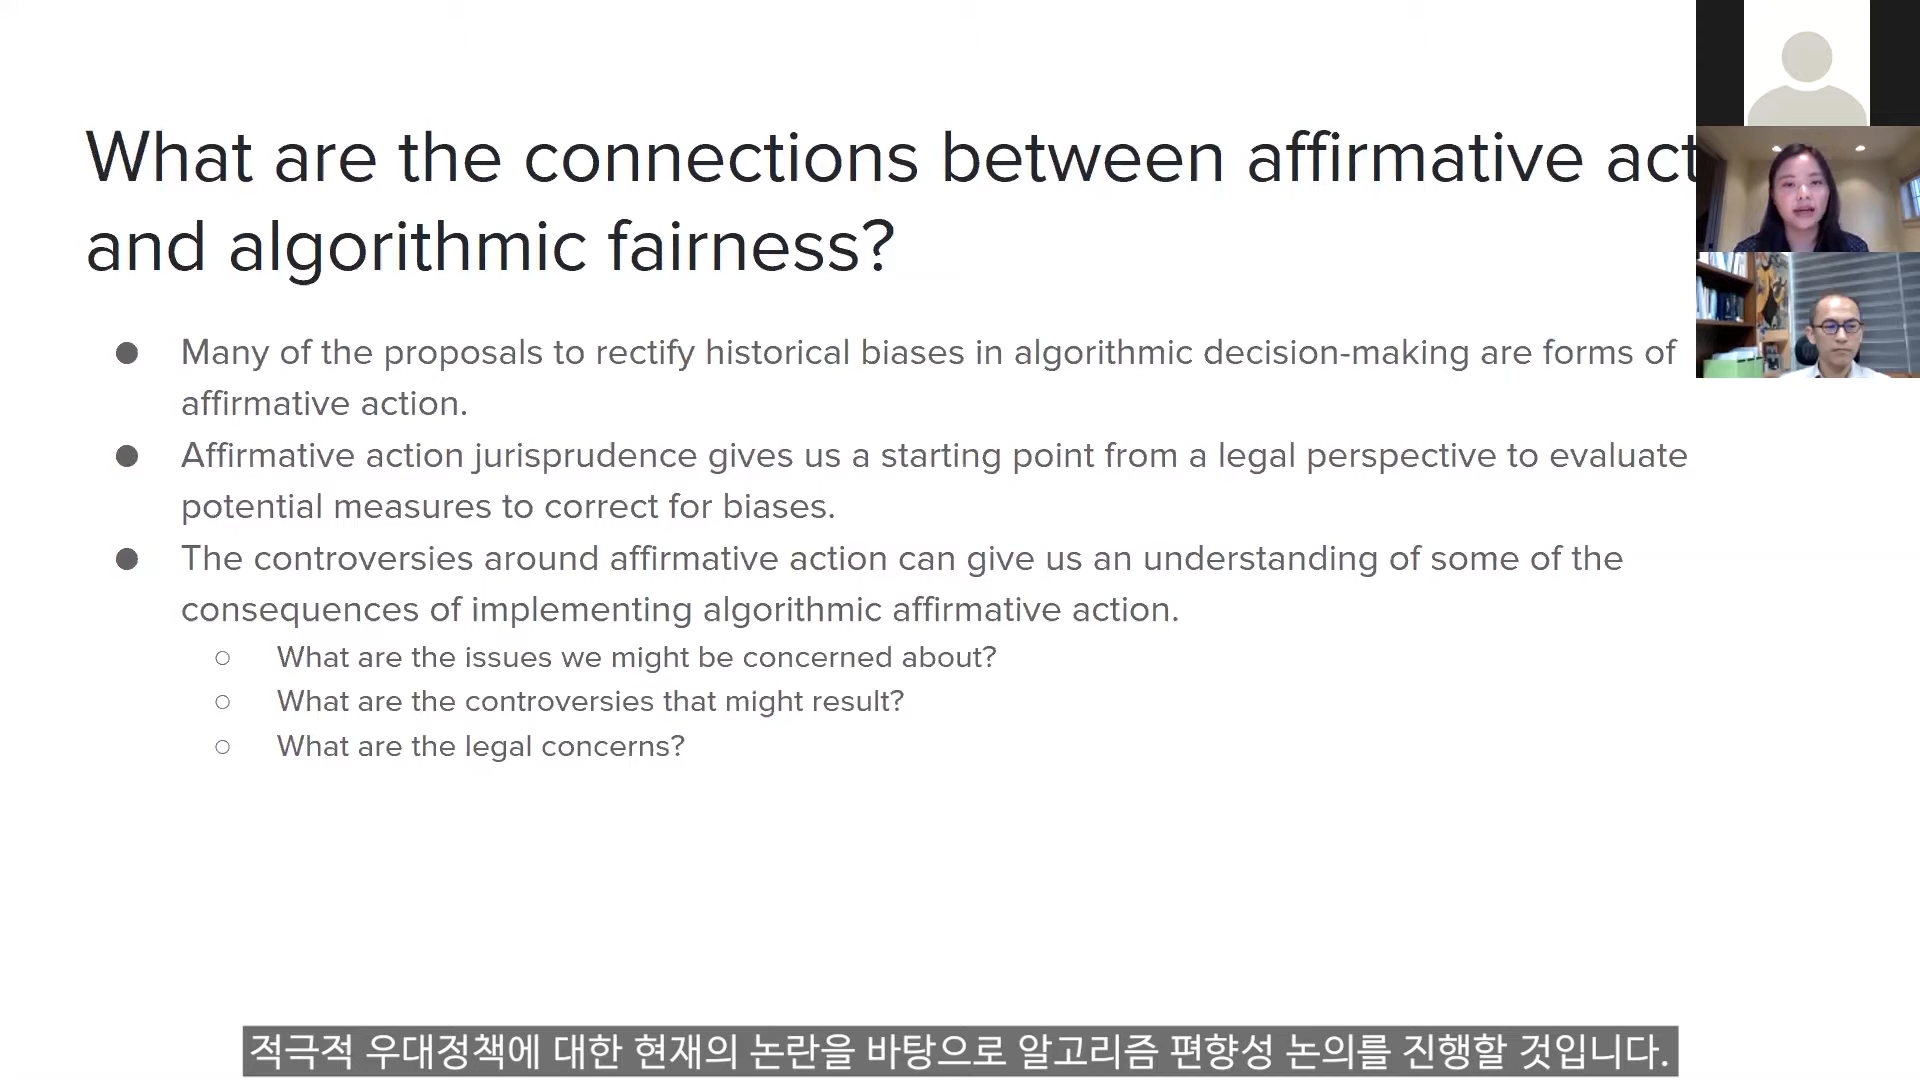 What are the connections between affirmative act
and algorithmic fairness?
● Many of the proposals to rectify historical biases in algorithmic decision-making are forms of
affirmative action.
● Affirmative action jurisprudence gives us a starting point from a legal perspective to evaluate
potential measures to correct for biases.
● The controversies around affirmative action can give us an understanding of some of the
consequences of implementing algorithmic affirmative action.
○ What are the issues we might be concerned about?
○ What are the controversies that might result?
○ What are the legal concerns?
적극적 우대정책에 대한 현재의 논란을 바탕으로 알고리즘 편향성 논의를 진행할 것입니다.